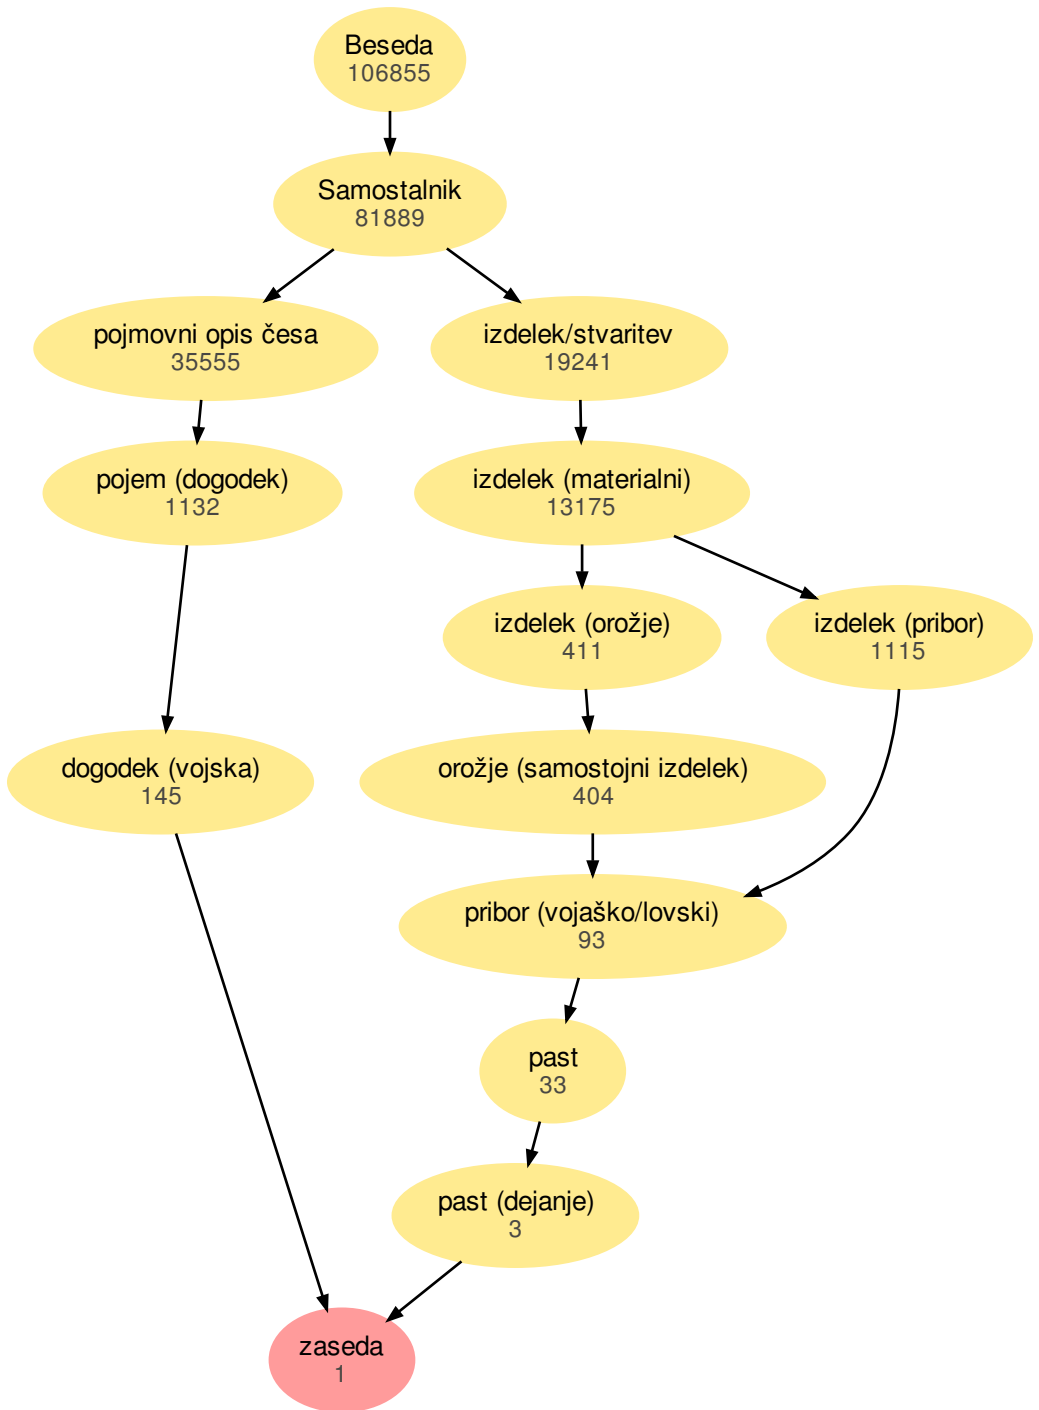 Beseda
106855
Samostalnik
81889
pojmovni opis česa
35555
izdelek/stvaritev
19241
pojem (dogodek)
1132
izdelek (materialni)
13175
izdelek (orožje)
411
izdelek (pribor)
1115
dogodek (vojska)
145
orožje (samostojni izdelek)
404
pribor (vojaško/lovski)
93
past
33
past (dejanje)
3
zaseda
1